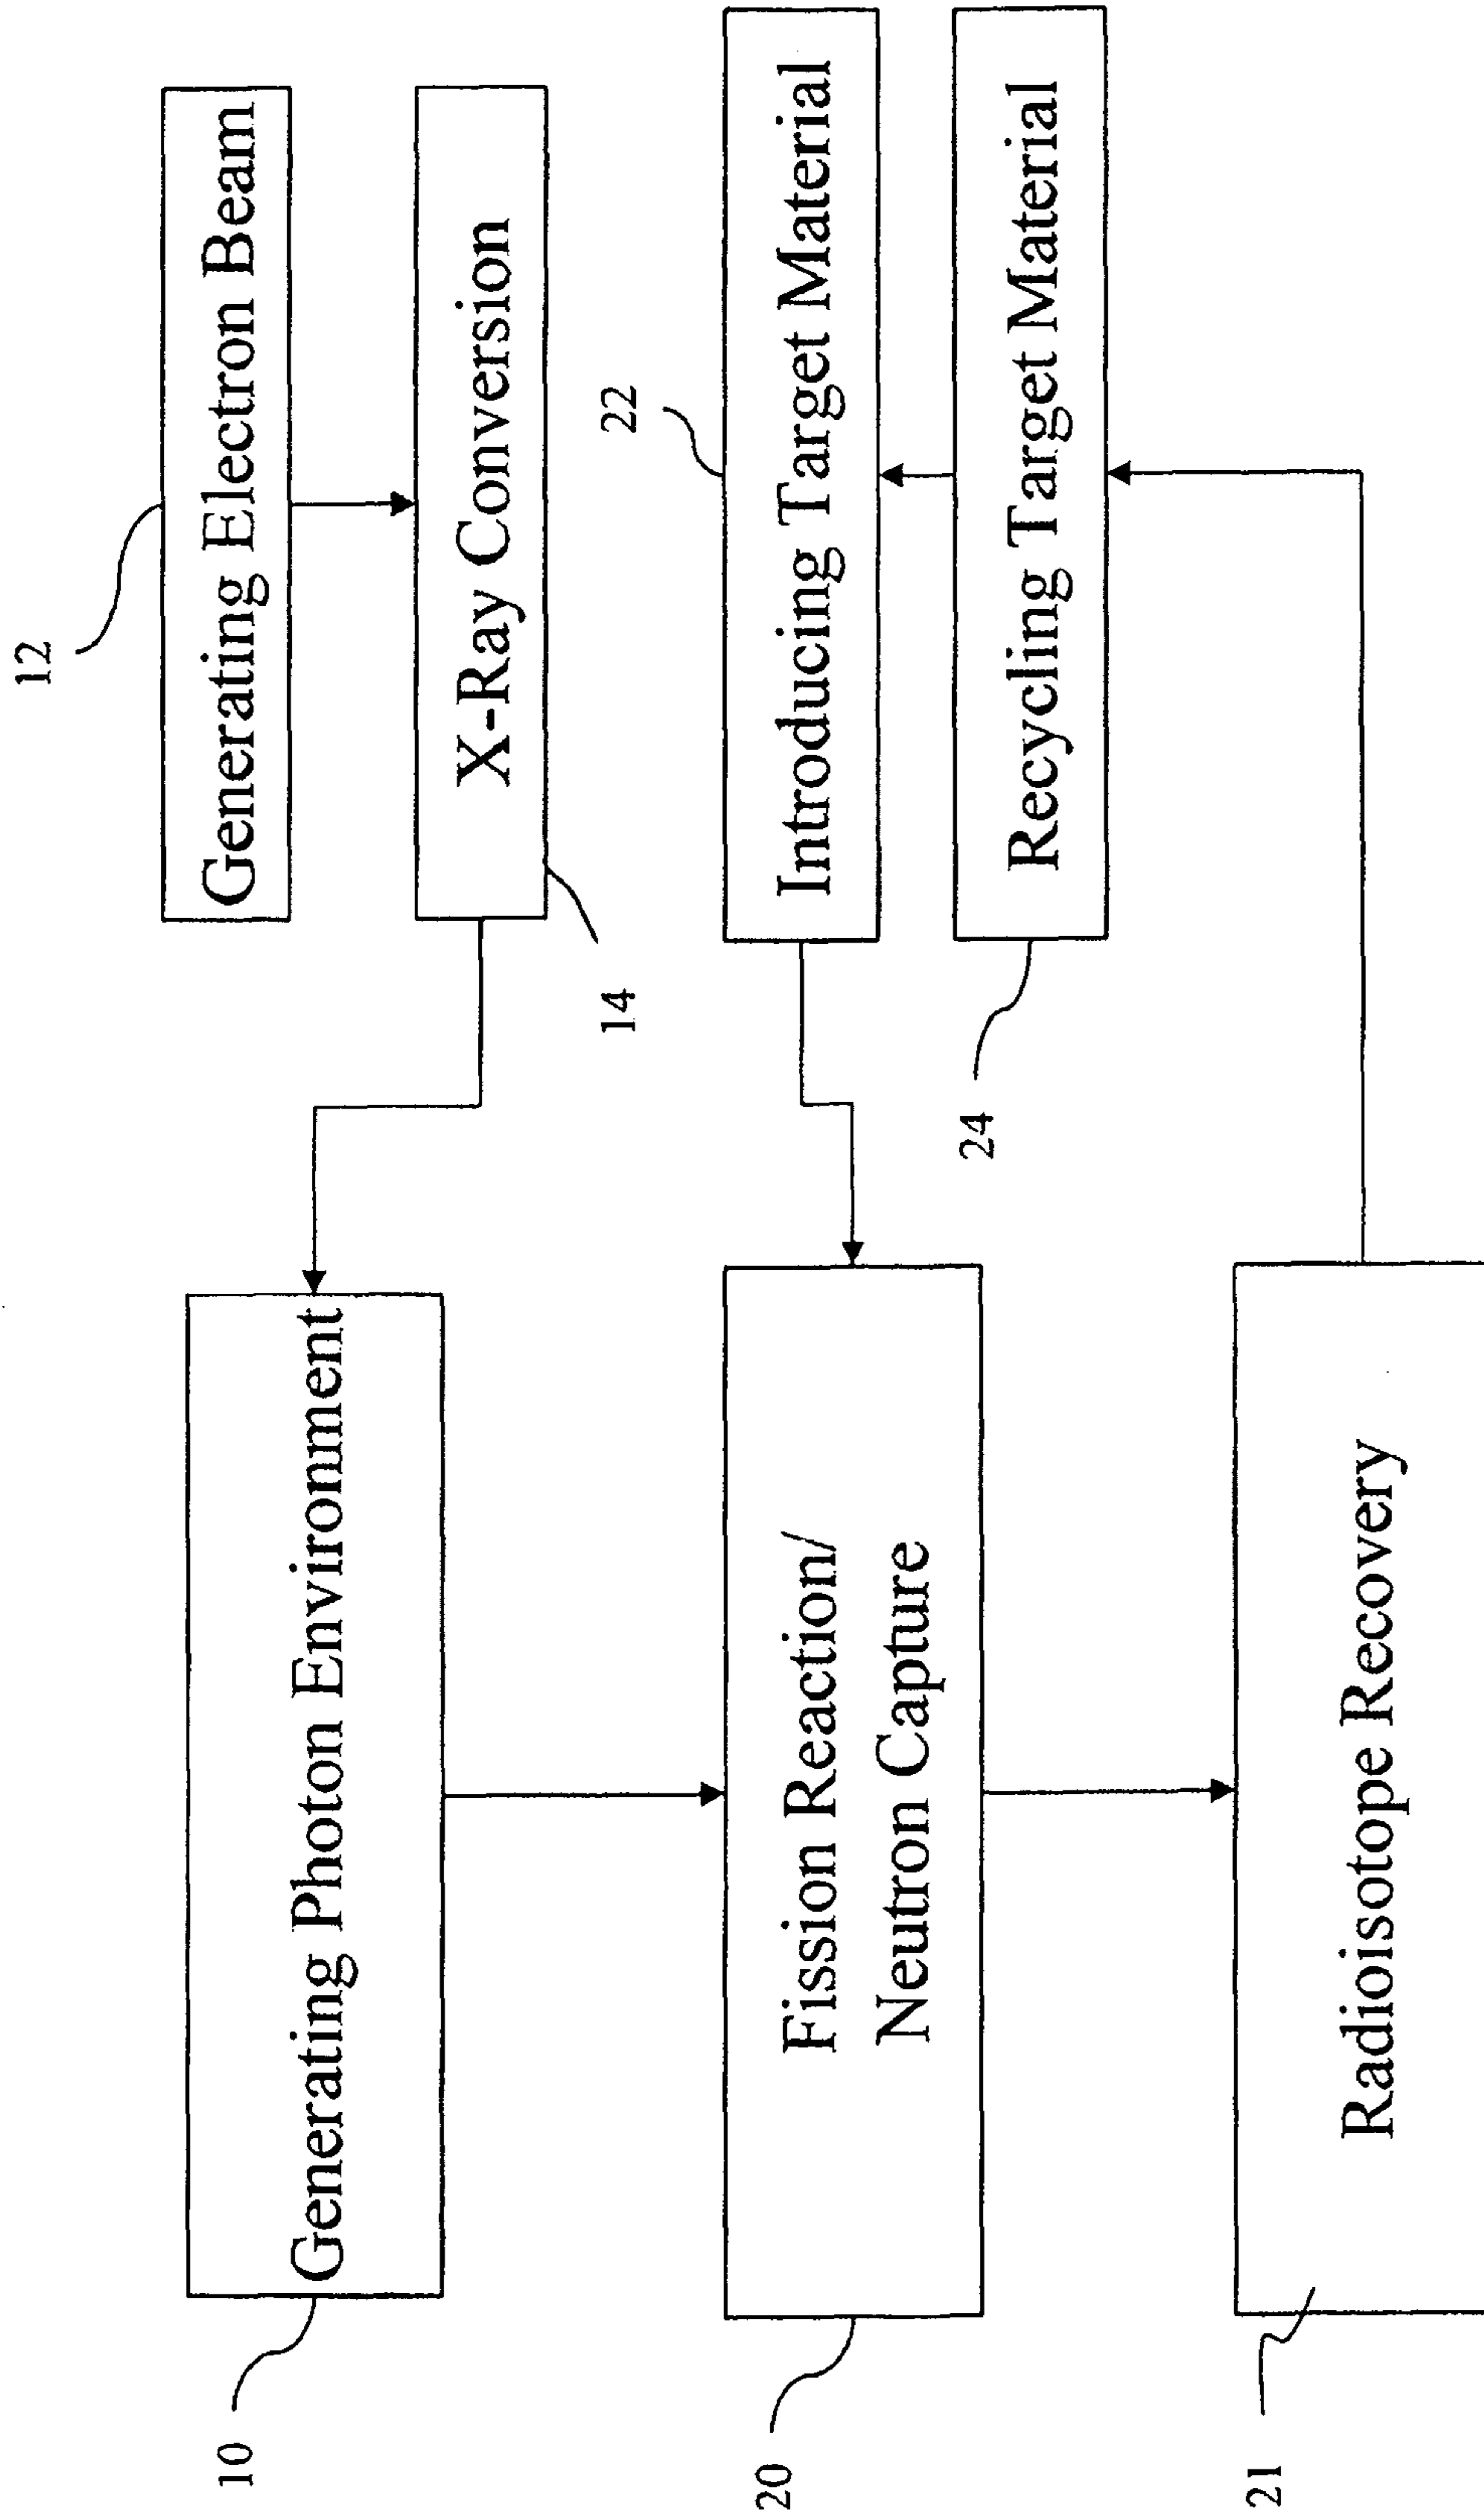 12
Generating Electron Beam
10
Generating Photon Environment
X-Ray Conversion
14
22
20
Fission Reaction/
Neutron Capture
Introducing Target Material
24
Recycling Target Material
21
Radioisotope Recovery